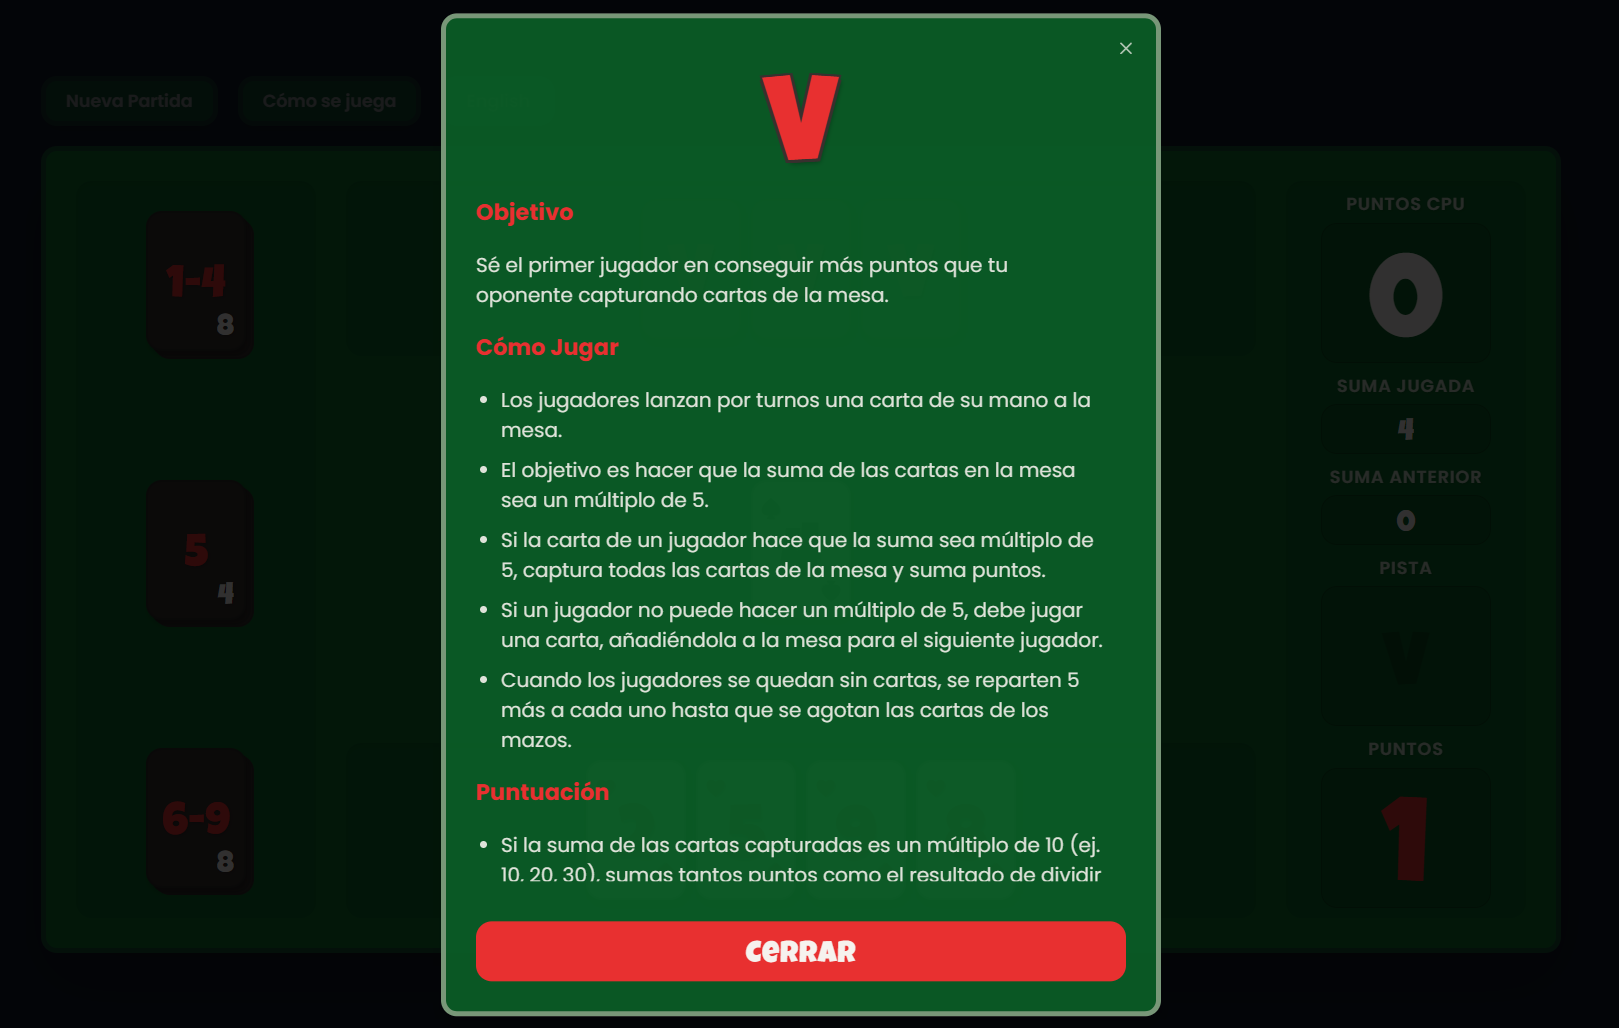 Nueva Partida
Cómo se juega
1-4
8
5
4
6-9
8
V
Objetivo
Sé el primer jugador en conseguir más puntos que tu
oponente capturando cartas de la mesa.
Cómo Jugar
Los jugadores lanzan por turnos una carta de su mano a la
mesa.
El objetivo es hacer que la suma de las cartas en la mesa
sea un múltiplo de 5.
Si la carta de un jugador hace que la suma sea múltiplo de
5, captura todas las cartas de la mesa y suma puntos.
Si un jugador no puede hacer un múltiplo de 5, debe jugar
una carta, añadiéndola a la mesa para el siguiente jugador.
Cuando los jugadores se quedan sin cartas, se reparten 5
más a cada uno hasta que se agotan las cartas de los
mazos.
Puntuación
Si la suma de las cartas capturadas es un múltiplo de 10 (ej.
10, 20, 30), sumas tantos puntos como el resultado de dividir
CERRAR
PUNTOS CPU
0
SUMA JUGADA
4
SUMA ANTERIOR
0
PISTA
V
PUNTOS
1